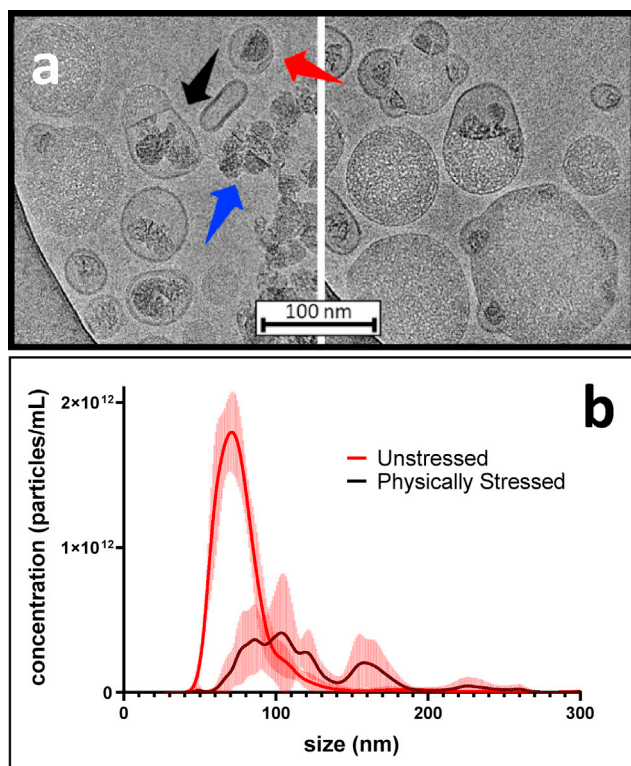 a
100 nm
b
2×10¹²
1×10¹²
0
concentration (particles/mL)
Unstressed
Physically Stressed
0
100
200
300
size (nm)